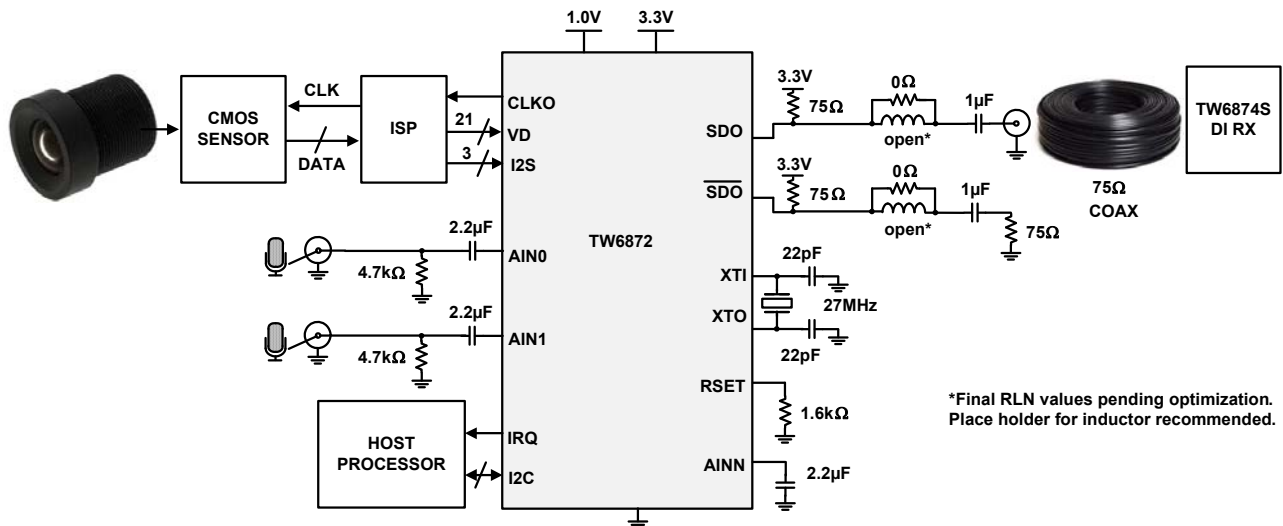 1.0V
3.3V
CMOS
SENSOR
CLK
DATA
ISP
21
3
CLKO
VD
I2S
TW6872
SDO
3.3V
75Ω
0Ω
open*
1µF
75Ω
COAX
TW6874S
DI RX
SDO
3.3V
75Ω
0Ω
open*
1µF
75Ω
2.2µF
AIN0
4.7kΩ
2.2µF
AIN1
4.7kΩ
XTI
22pF
27MHz
XTO
22pF
RSET
1.6kΩ
AINN
2.2µF
HOST
PROCESSOR
IRQ
I2C
*Final RLN values pending optimization.
Place holder for inductor recommended.